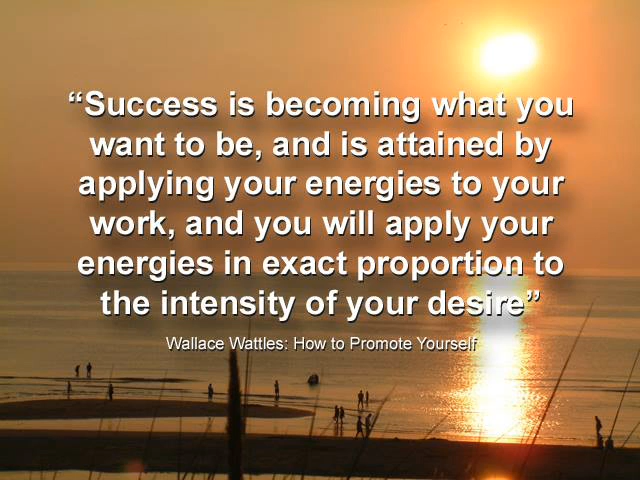 “Success is becoming what you
want to be, and is attained by
applying your energies to your
work, and you will apply your
energies in exact proportion to
the intensity of your desire”
Wallace Wattles: How to Promote Yourself